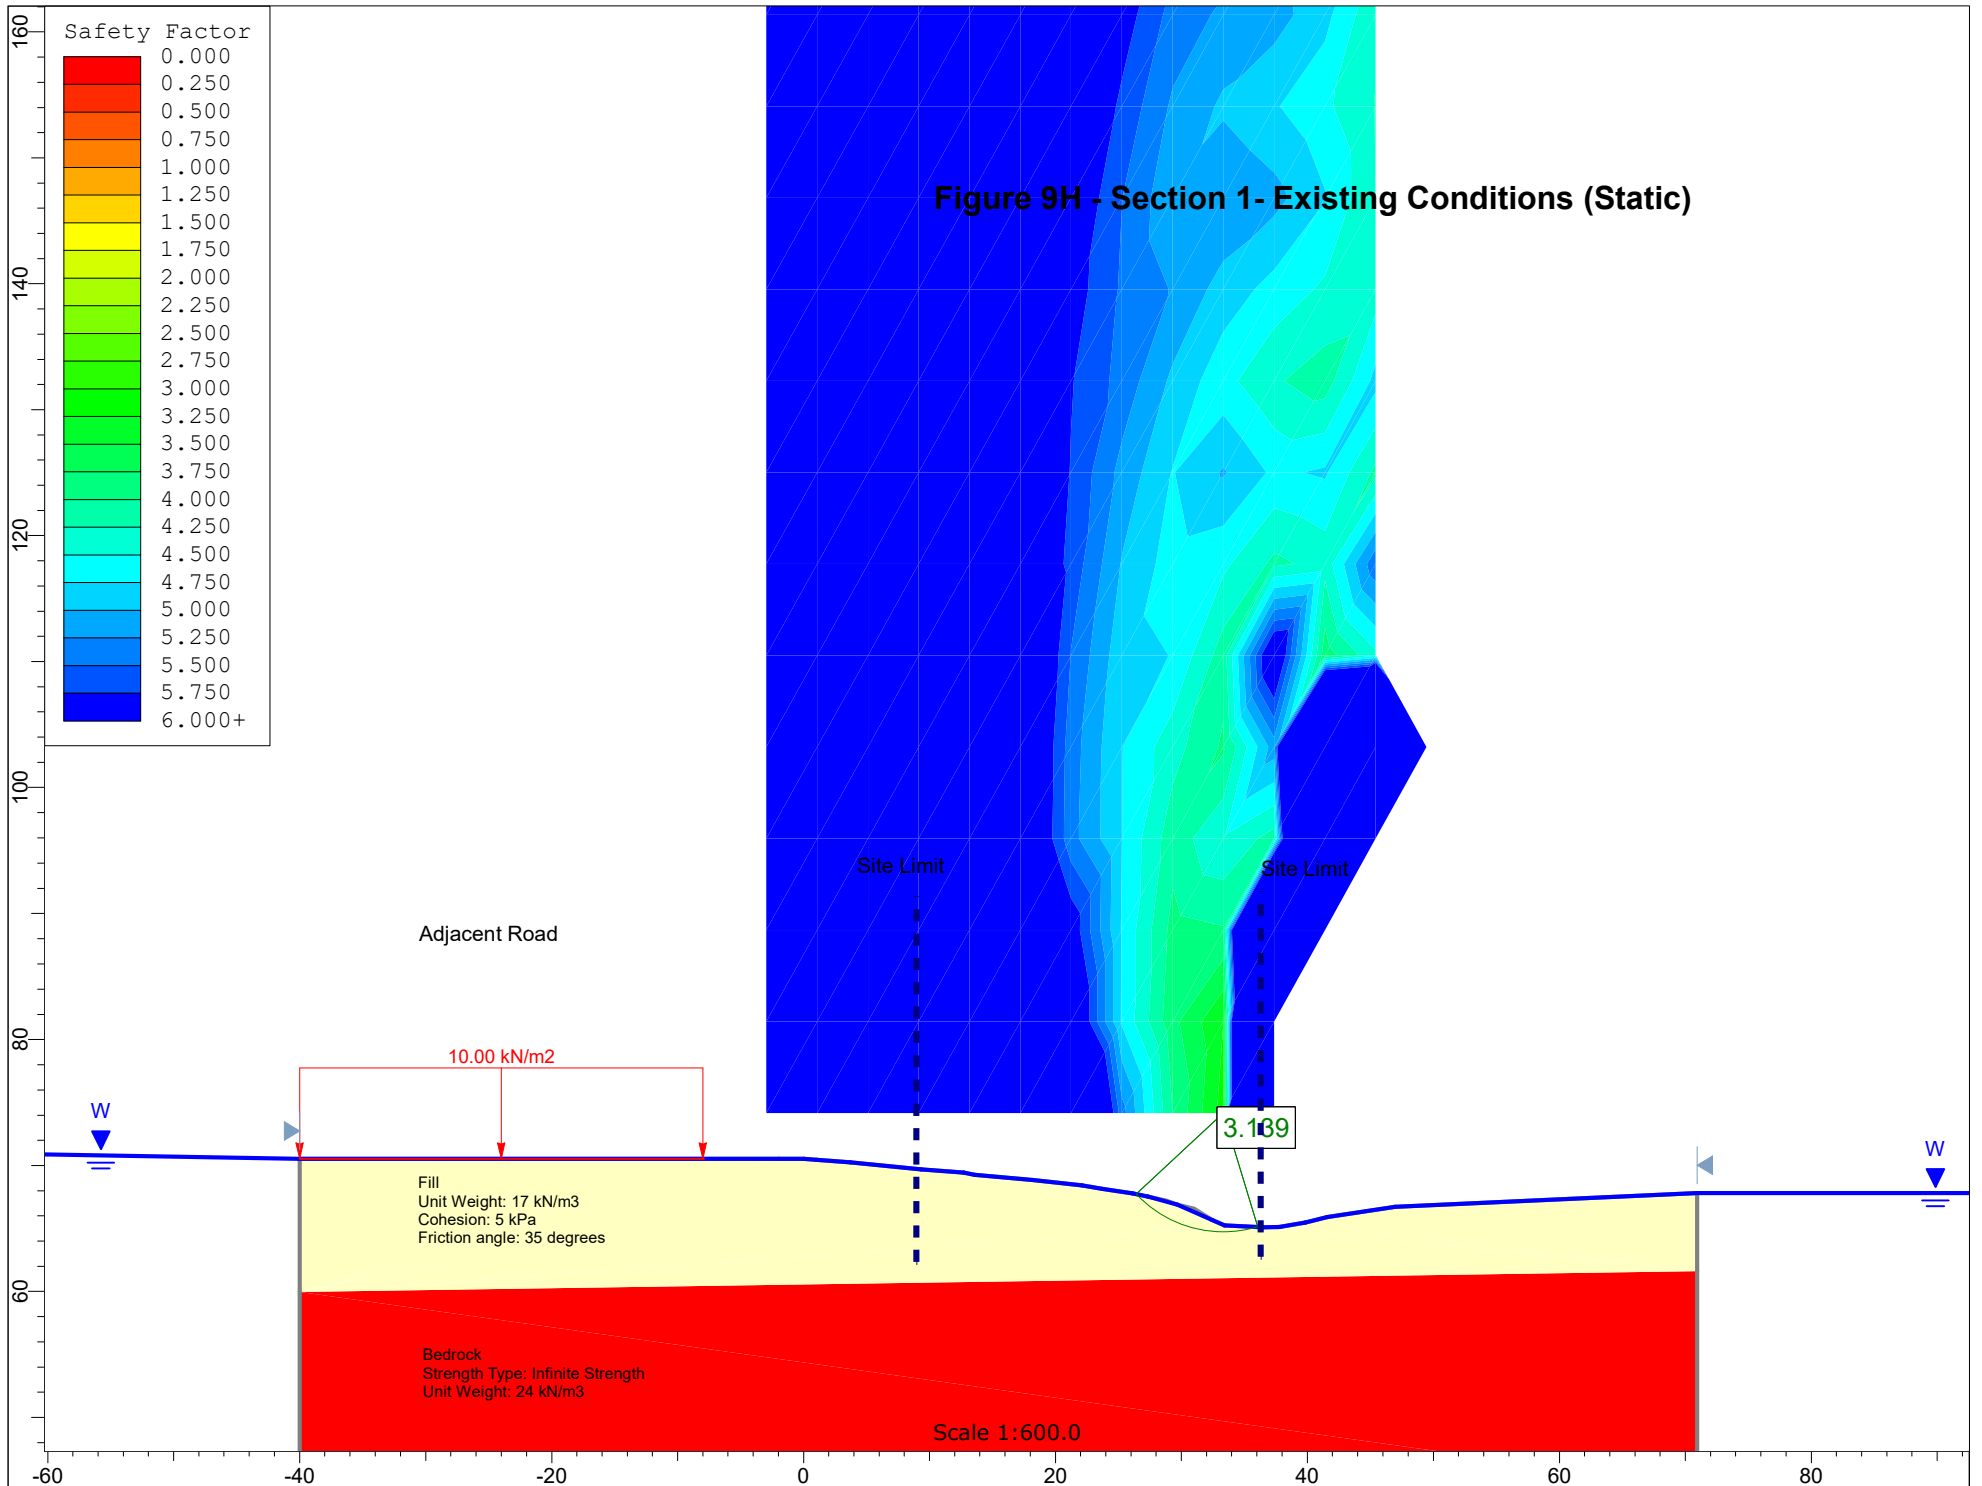 Safety Factor
0.000
0.250
0.500
0.750
1.000
1.250
1.500
1.750
2.000
2.250
2.500
2.750
3.000
3.250
3.500
3.750
4.000
4.250
4.500
4.750
5.000
5.250
5.500
5.750
6.000+
160
140
120
100
80
60
Figure 9H - Section 1- Existing Conditions (Static)
Site Limit
Site Limit
Adjacent Road
10.00 kN/m2
W
3.139
W
Fill
Unit Weight: 17 kN/m3
Cohesion: 5 kPa
Friction angle: 35 degrees
Bedrock
Strength Type: Infinite Strength
Unit Weight: 24 kN/m3
Scale 1:600.0
-60 -40 -20 0 20 40 60 80